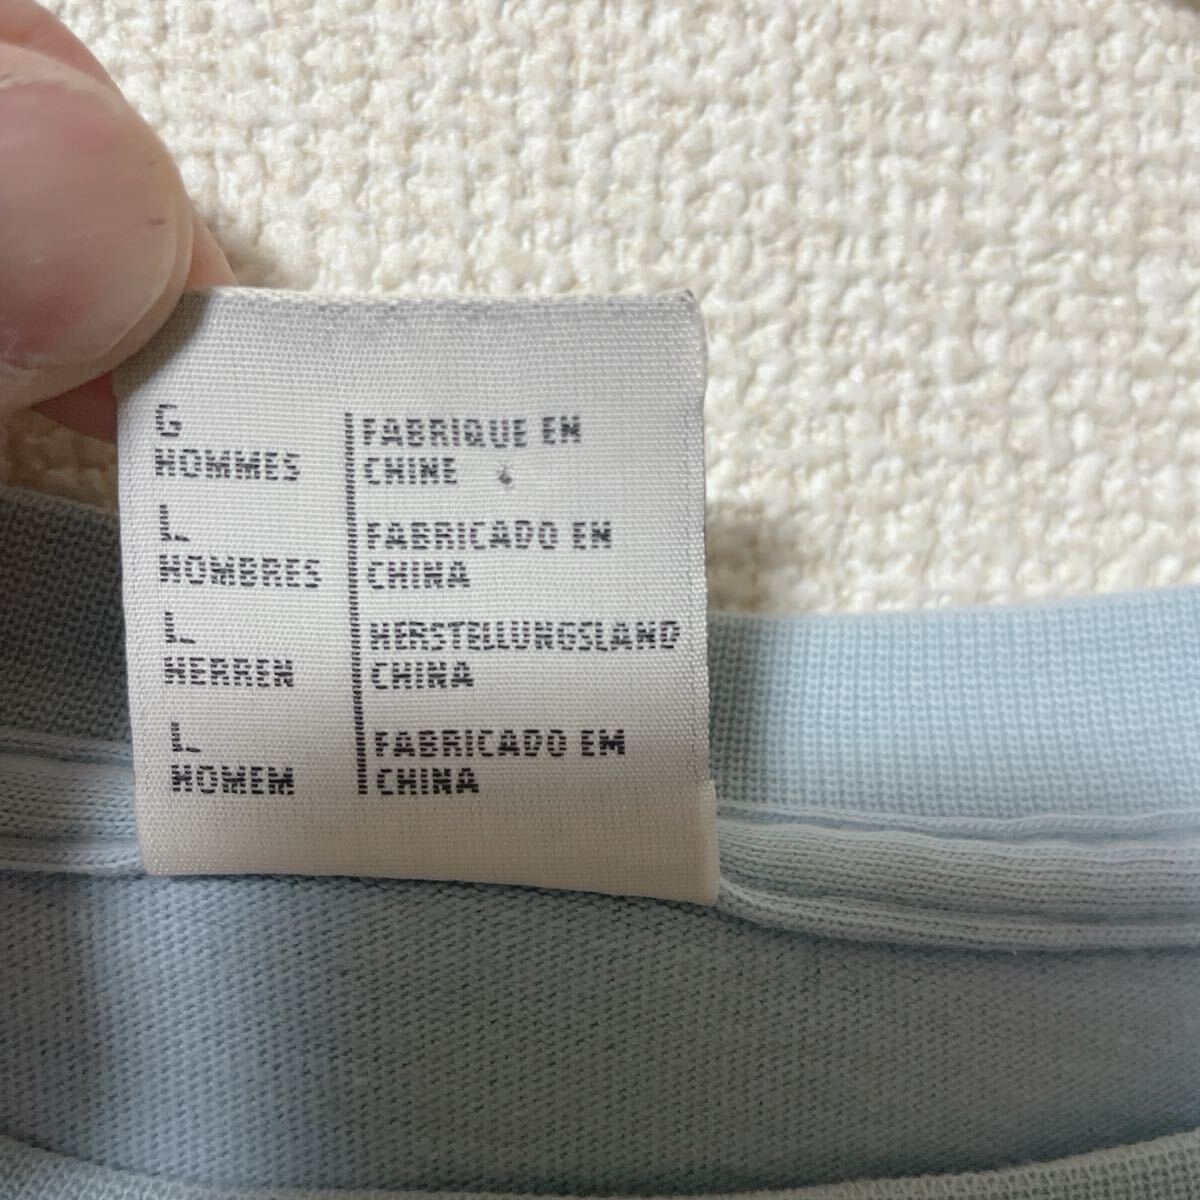 G
HOMMES
FABRIQUE EN
CHINE
L
HOMBRES
FABRICADO EN
CHINA
L
HERREN
HERSTELLUNGSLAND
CHINA
L
HOMEM
FABRICADO EM
CHINA